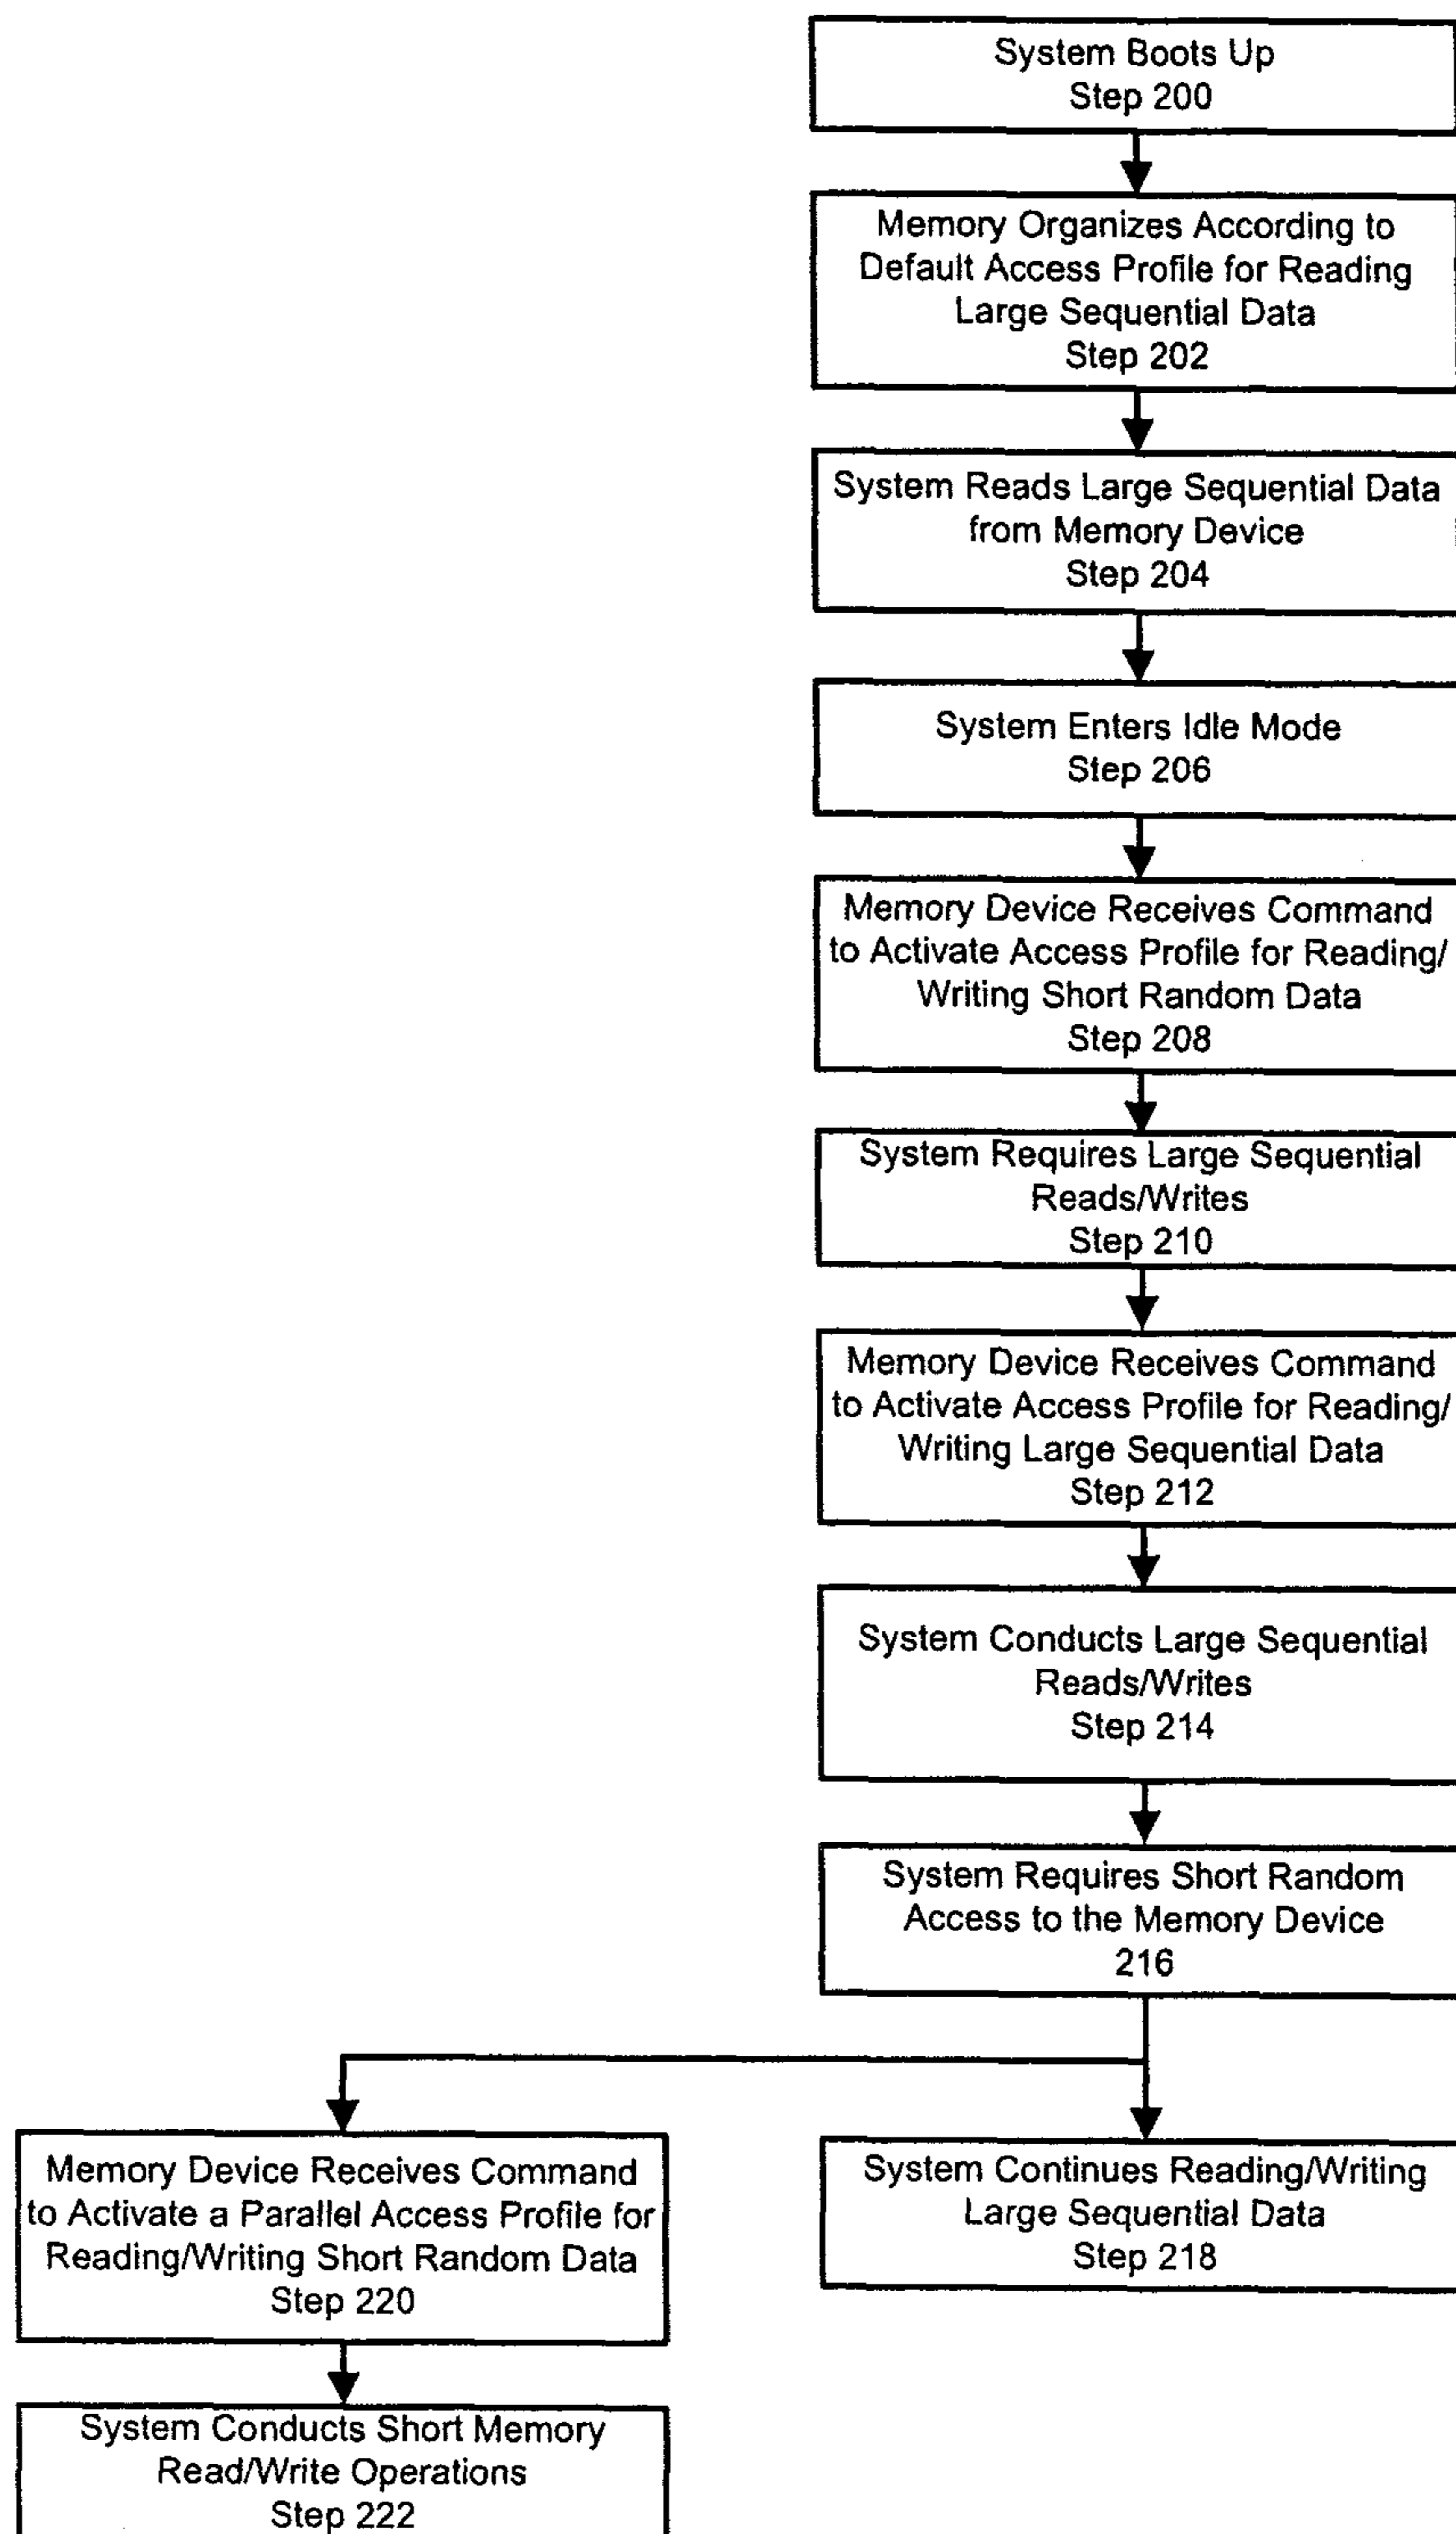 System Boots Up
Step 200
Memory Organizes According to
Default Access Profile for Reading
Large Sequential Data
Step 202
System Reads Large Sequential Data
from Memory Device
Step 204
System Enters Idle Mode
Step 206
Memory Device Receives Command
to Activate Access Profile for Reading/
Writing Short Random Data
Step 208
System Requires Large Sequential
Reads/Writes
Step 210
Memory Device Receives Command
to Activate Access Profile for Reading/
Writing Large Sequential Data
Step 212
System Conducts Large Sequential
Reads/Writes
Step 214
System Requires Short Random
Access to the Memory Device
216
Memory Device Receives Command
to Activate a Parallel Access Profile for
Reading/Writing Short Random Data
Step 220
System Continues Reading/Writing
Large Sequential Data
Step 218
System Conducts Short Memory
Read/Write Operations
Step 222